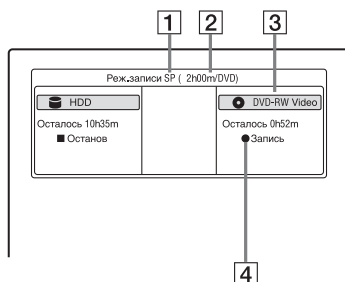 1 2 3
Реж.записи SP ( 2h00m/DVD)
HDD
DVD-RW Video
Осталось 10h35m
Осталось 0h52m
Останов
Запись
4